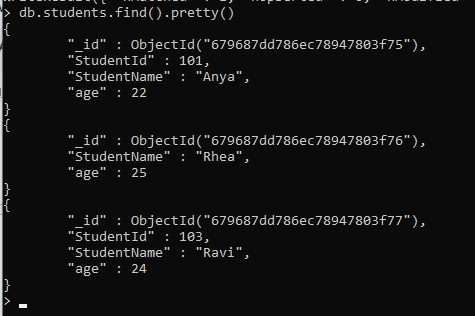 > db.students.find().pretty()
{
        "_id" : ObjectId("679687dd786ec78947803f75"),
        "StudentId" : 101,
        "StudentName" : "Anya",
        "age" : 22
}
{
        "_id" : ObjectId("679687dd786ec78947803f76"),
        "StudentName" : "Rhea",
        "age" : 25
}
{
        "_id" : ObjectId("679687dd786ec78947803f77"),
        "StudentId" : 103,
        "StudentName" : "Ravi",
        "age" : 24
}
>